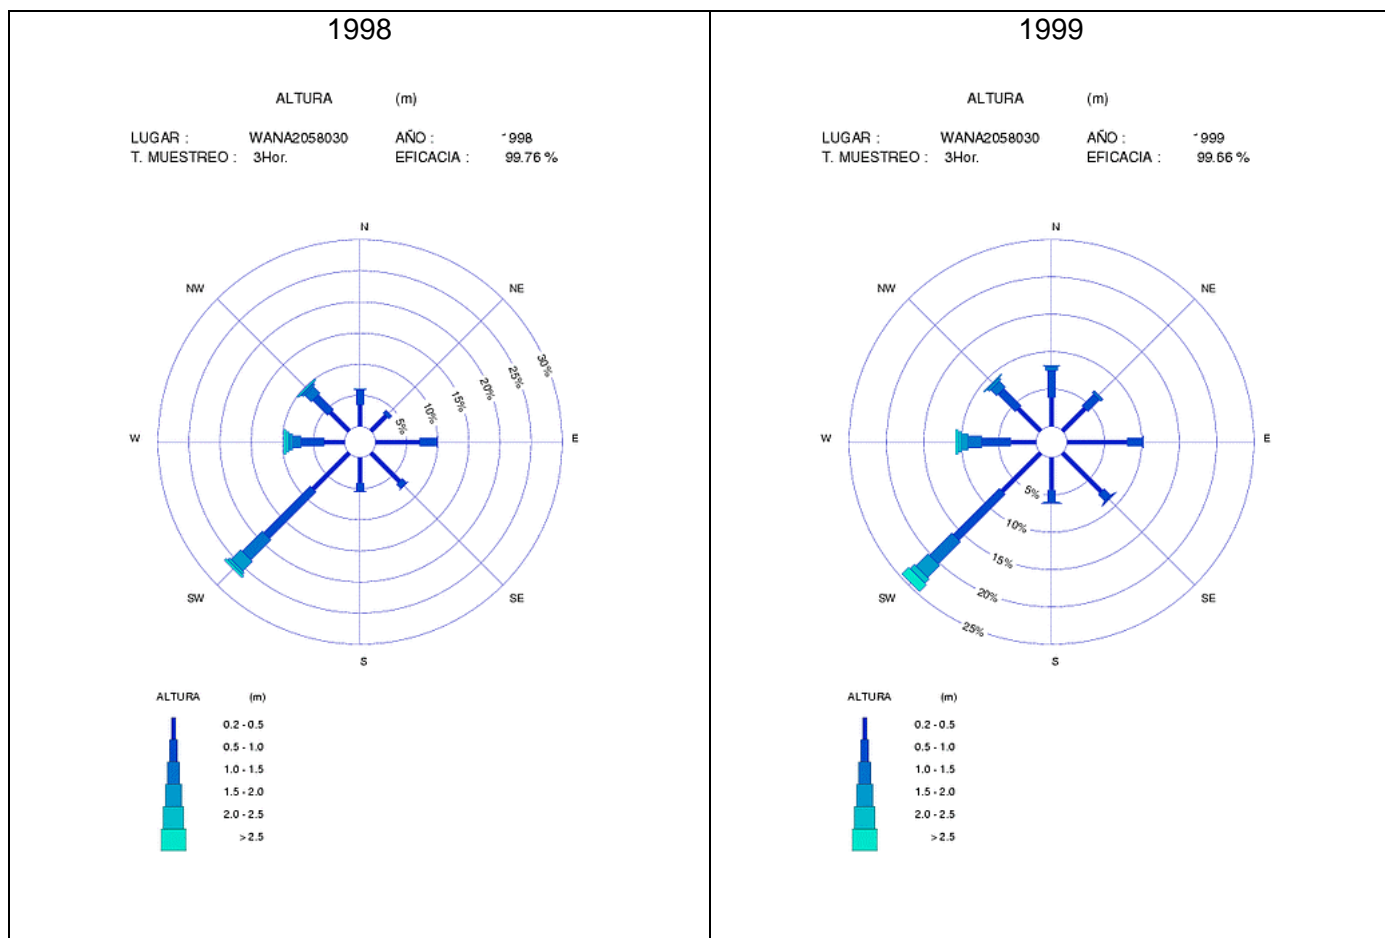 1998
ALTURA (m)
LUGAR : WANA2058030 AÑO : 1998
T. MUESTREO : 3Hor. EFICACIA : 99.76 %
N
NW NE
30%
25%
20%
15%
10%
5%
W E
SW SE
S
ALTURA (m)
0.2 - 0.5
0.5 - 1.0
1.0 - 1.5
1.5 - 2.0
2.0 - 2.5
> 2.5
1999
ALTURA (m)
LUGAR : WANA2058030 AÑO : 1999
T. MUESTREO : 3Hor. EFICACIA : 99.66 %
N
NW NE
W E
5%
10%
15%
20%
25%
SW SE
S
ALTURA (m)
0.2 - 0.5
0.5 - 1.0
1.0 - 1.5
1.5 - 2.0
2.0 - 2.5
> 2.5